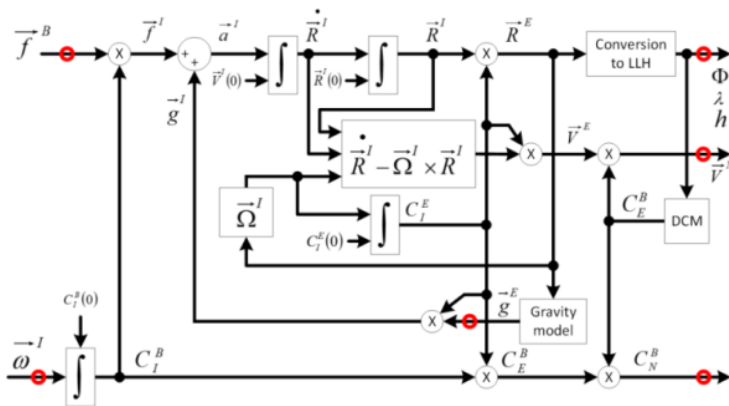 f^B
X
f^I
+
+
a^I
∫
V^I(0)
Ṙ^I
∫
R^I(0)
R^I
X
R^E
Conversion
to LLH
Φ
λ
h
g^I
Ṙ^I − Ω^I × R^I
X
V^E
X
V
Ω^I
∫
C_I^E
C_I^E(0)
C_E^B
DCM
C_I^B(0)
X
g^E
Gravity
model
ω^I
∫
C_I^B
X
C_E^B
X
C_N^B